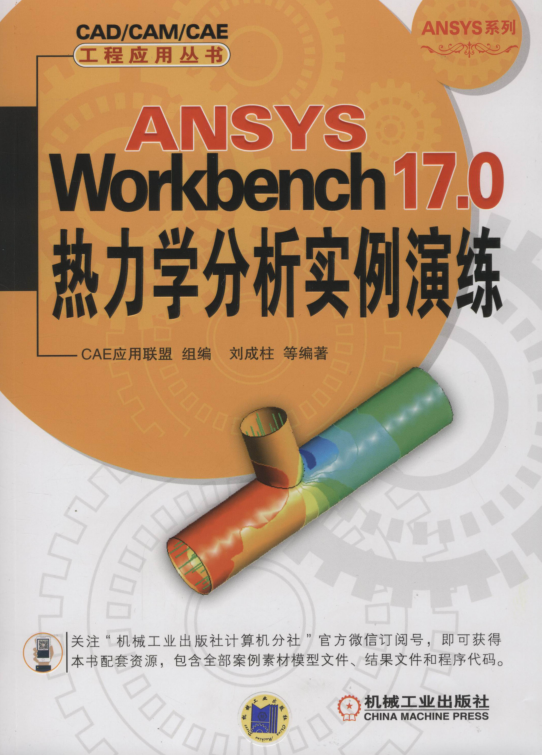 CAD/CAM/CAE
工程应用丛书
ANSYS系列
ANSYS
Workbench 17.0
热力学分析实例演练
CAE应用联盟 组编 刘成柱 等编著
关注“机械工业出版社计算机分社”官方微信订阅号，即可获得
本书配套资源，包含全部案例素材模型文件、结果文件和程序代码。
机械工业出版社
CHINA MACHINE PRESS